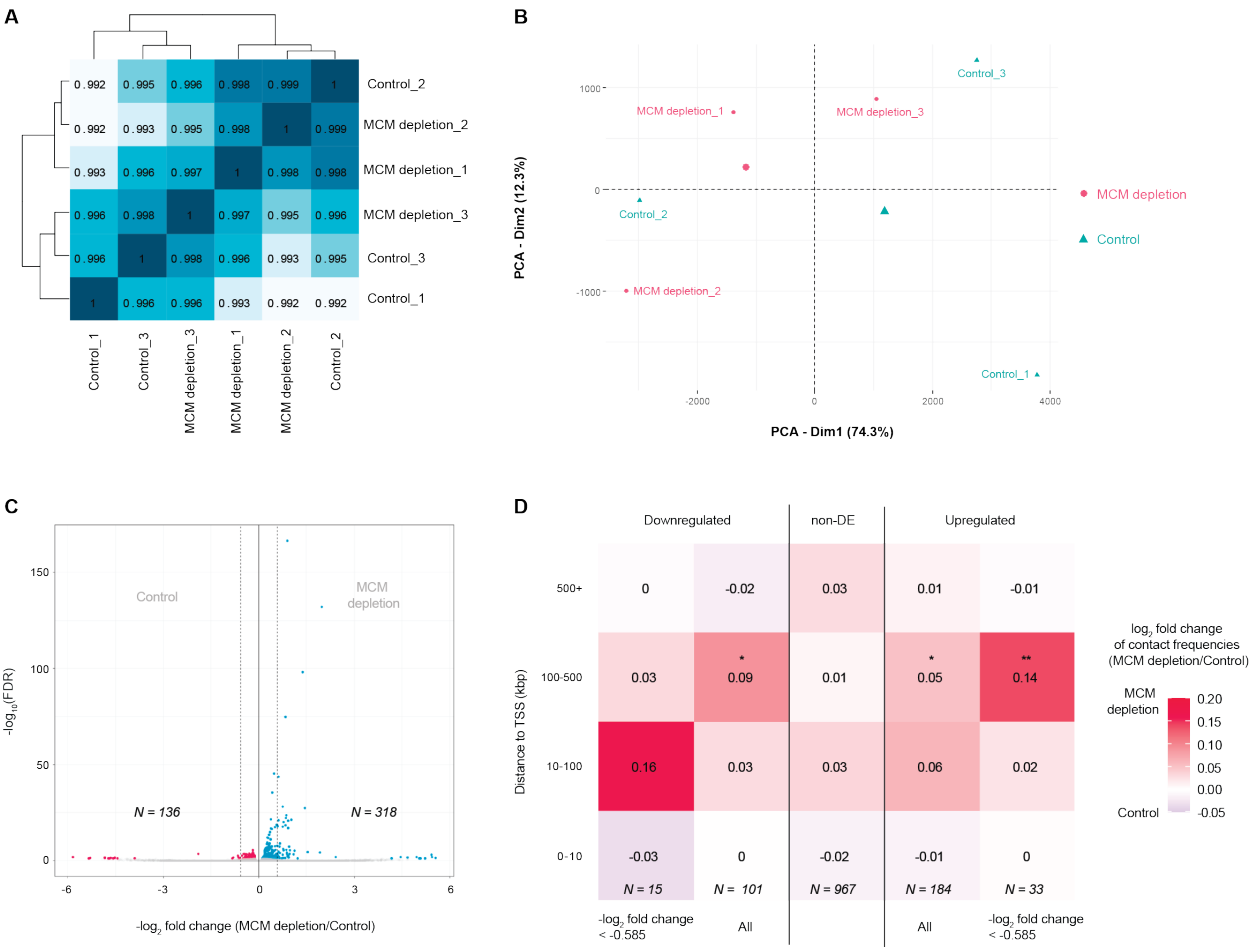 A
0.992 0.995 0.996 0.998 0.999 1 Control_2
0.992 0.993 0.995 0.998 1 0.999 MCM depletion_2
0.993 0.996 0.997 1 0.998 0.998 MCM depletion_1
0.996 0.998 1 0.997 0.995 0.996 MCM depletion_3
0.996 1 0.998 0.996 0.993 0.995 Control_3
1 0.996 0.996 0.993 0.992 0.992 Control_1
Control_1
Control_3
MCM depletion_3
MCM depletion_1
MCM depletion_2
Control_2
B
PCA - Dim2 (12.3%)
1000
0
-1000
Control_3
MCM depletion_1
MCM depletion_3
Control_2
MCM depletion_2
Control_1
-2000 0 2000 4000
PCA - Dim1 (74.3%)
MCM depletion
Control
C
-log10(FDR)
150
100
50
0
Control
MCM
depletion
N = 136
N = 318
-6 -3 0 3 6
-log2 fold change (MCM depletion/Control)
D
Downregulated non-DE Upregulated
Distance to TSS (kbp)
500+ 0 -0.02 0.03 0.01 -0.01
* * **
100-500 0.03 0.09 0.01 0.05 0.14
10-100 0.16 0.03 0.03 0.06 0.02
0-10 -0.03 0 -0.02 -0.01 0
N = 15 N = 101 N = 967 N = 184 N = 33
-log2 fold change
< -0.585
All
All
-log2 fold change
< -0.585
log2 fold change
of contact frequencies
(MCM depletion/Control)
MCM
depletion
Control
0.20
0.15
0.10
0.05
0.00
-0.05